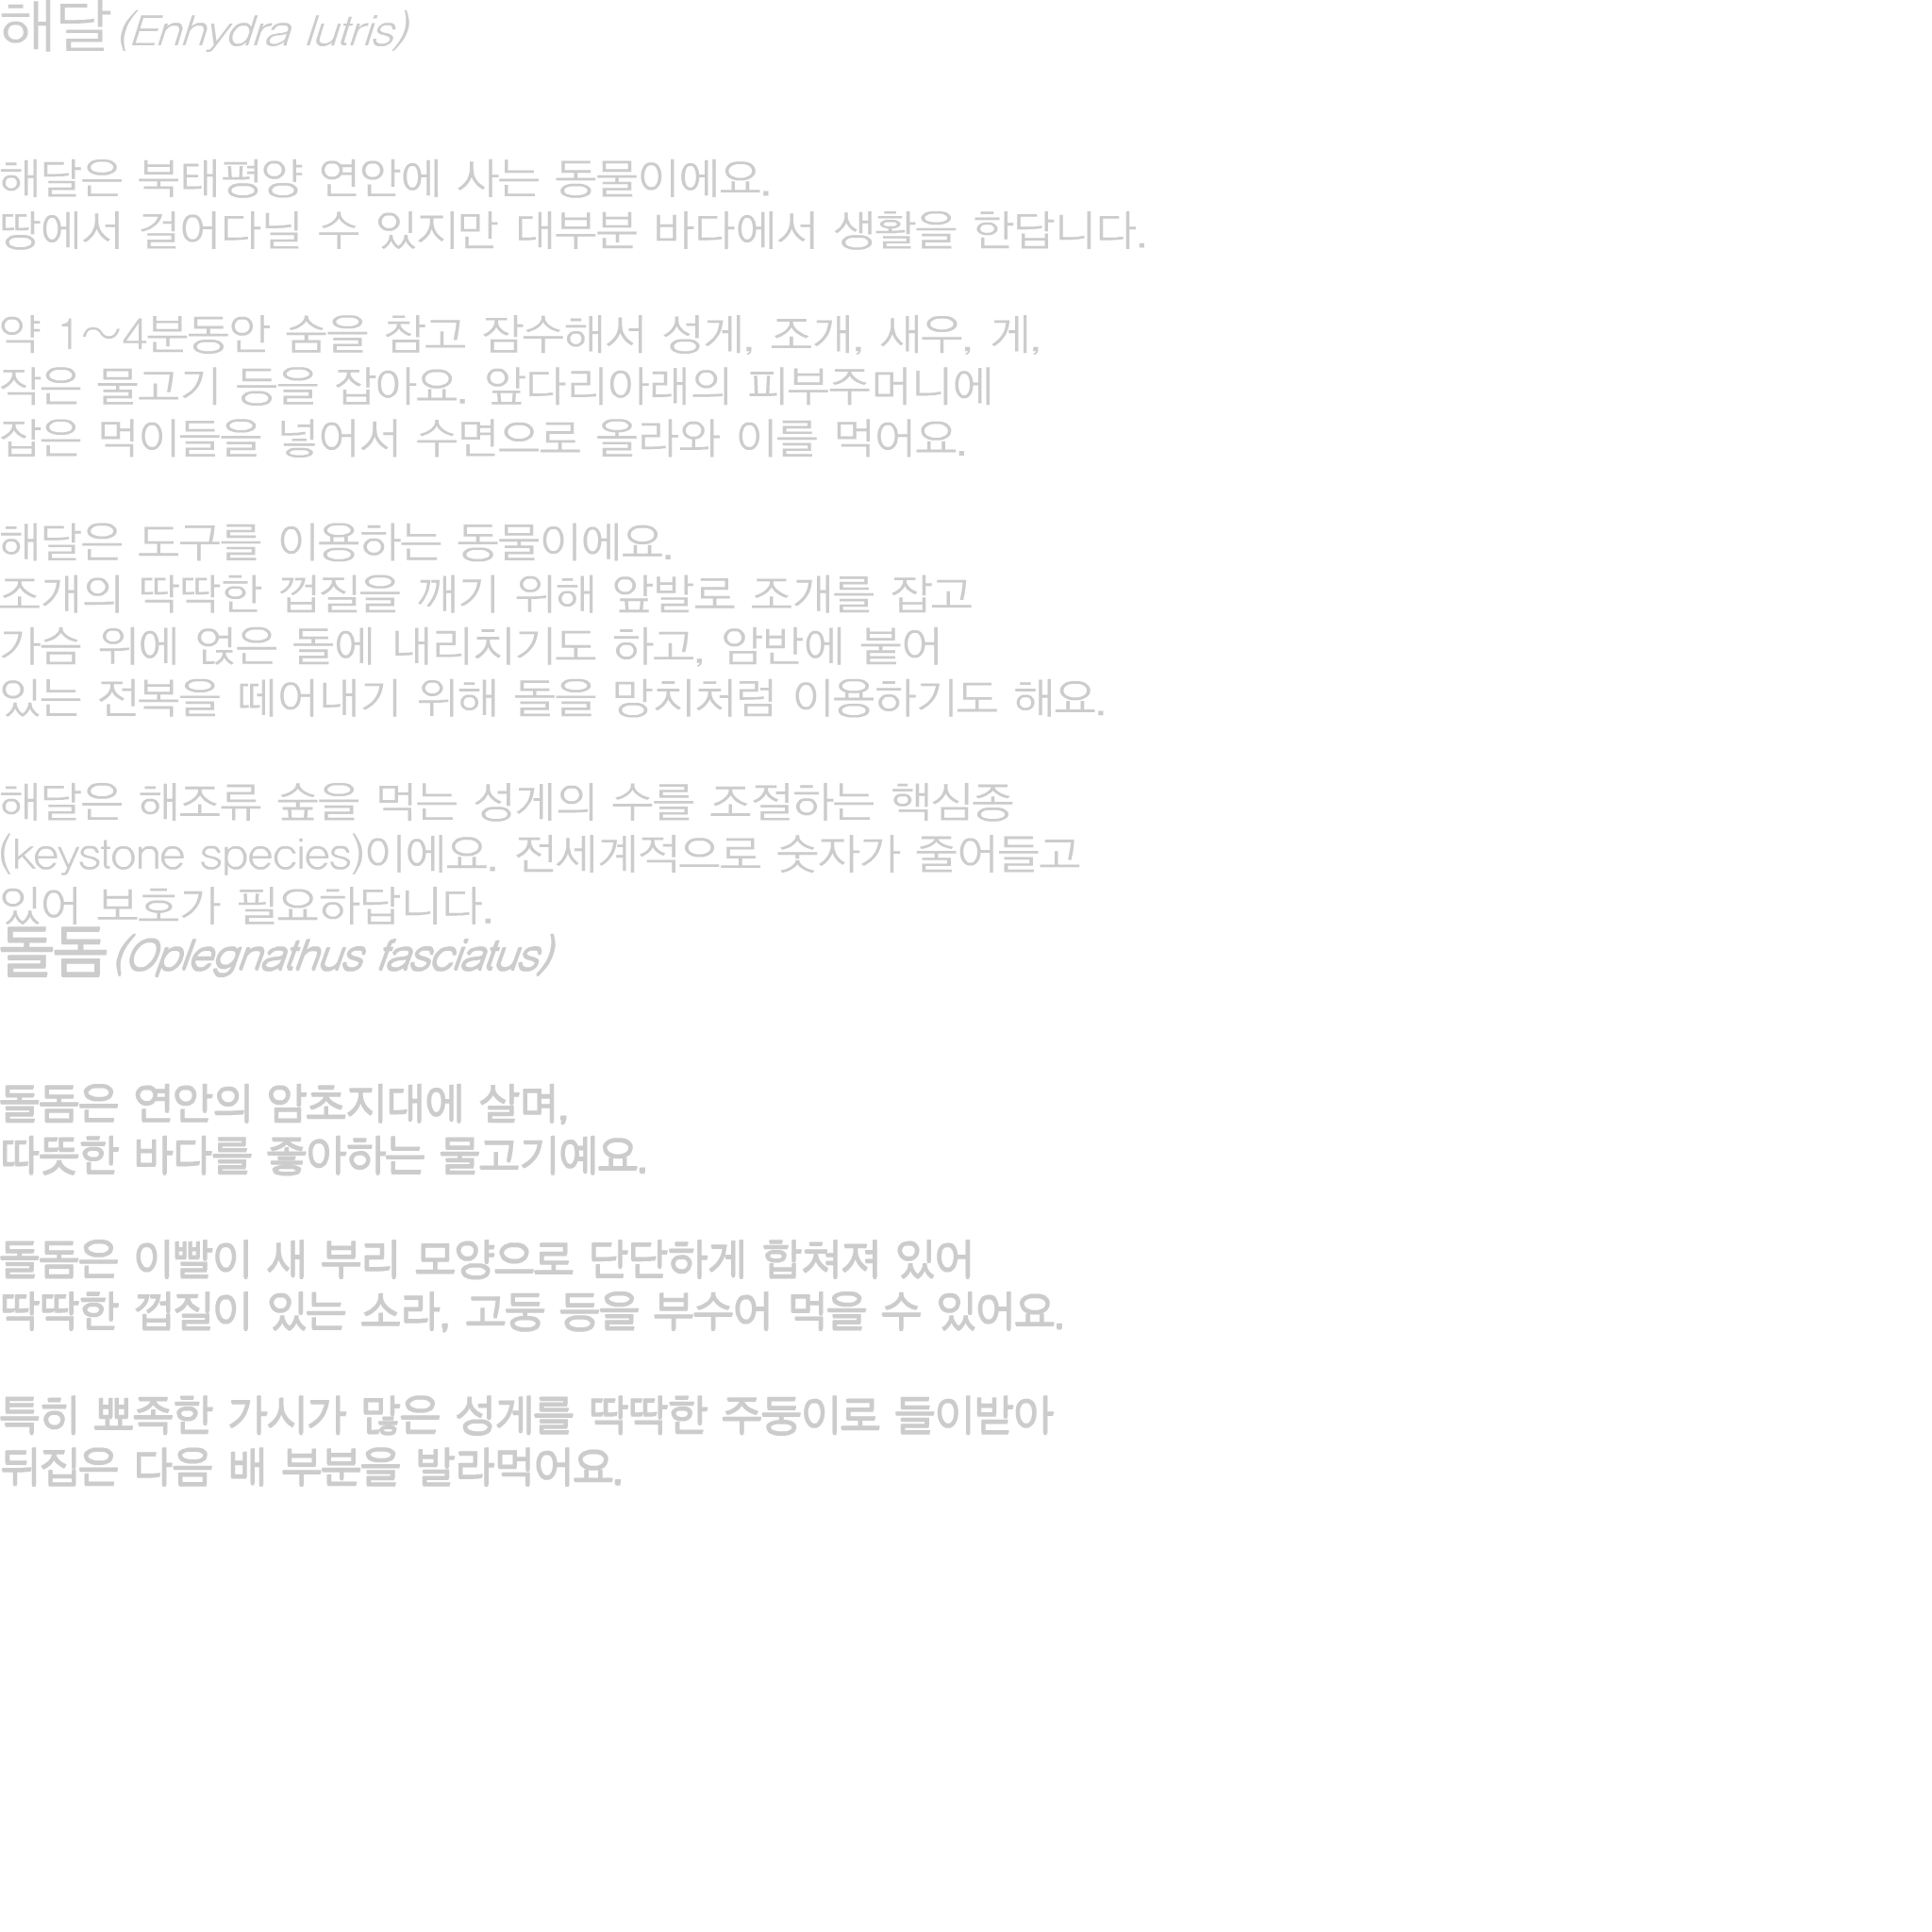 해달 (Enhydra lutris)
해달은 북태평양 연안에 사는 동물이에요.
땅에서 걸어다닐 수 있지만 대부분 바다에서 생활을 한답니다.
약 1~4분동안 숨을 참고 잠수해서 성게, 조개, 새우, 게,
작은 물고기 등을 잡아요. 앞다리아래의 피부주머니에
잡은 먹이들을 넣어서 수면으로 올라와 이를 먹어요.
해달은 도구를 이용하는 동물이에요.
조개의 딱딱한 껍질을 깨기 위해 앞발로 조개를 잡고
가슴 위에 얹은 돌에 내리치기도 하고, 암반에 붙어
있는 전복을 떼어내기 위해 돌을 망치처럼 이용하기도 해요.
해달은 해조류 숲을 먹는 성게의 수를 조절하는 핵심종
(keystone species)이에요. 전세계적으로 숫자가 줄어들고
있어 보호가 필요하답니다.
돌돔 (Oplegnathus fasciatus)
돌돔은 연안의 암초지대에 살며,
따뜻한 바다를 좋아하는 물고기예요.
돌돔은 이빨이 새 부리 모양으로 단단하게 합쳐져 있어
딱딱한 껍질이 있는 소라, 고등 등을 부수어 먹을 수 있어요.
특히 뾰족한 가시가 많은 성게를 딱딱한 주둥이로 들이받아
뒤집은 다음 배 부분을 발라먹어요.